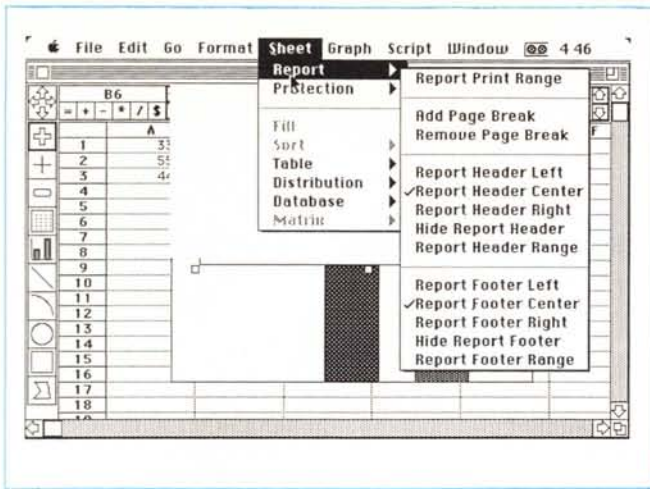 File Edit Go Format Sheet Graph Script Window 4 46
Report
Protection
Fill
Sort
Table
Distribution
Database
Matrix
Report Print Range
Add Page Break
Remove Page Break
Report Header Left
✓Report Header Center
Report Header Right
Hide Report Header
Report Header Range
Report Footer Left
✓Report Footer Center
Report Footer Right
Hide Report Footer
Report Footer Range
B6
= + - * / $
A F
1 33
2 55
3 44
4
5
6
7
8
9
10
11
12
13
14
15
16
17
18